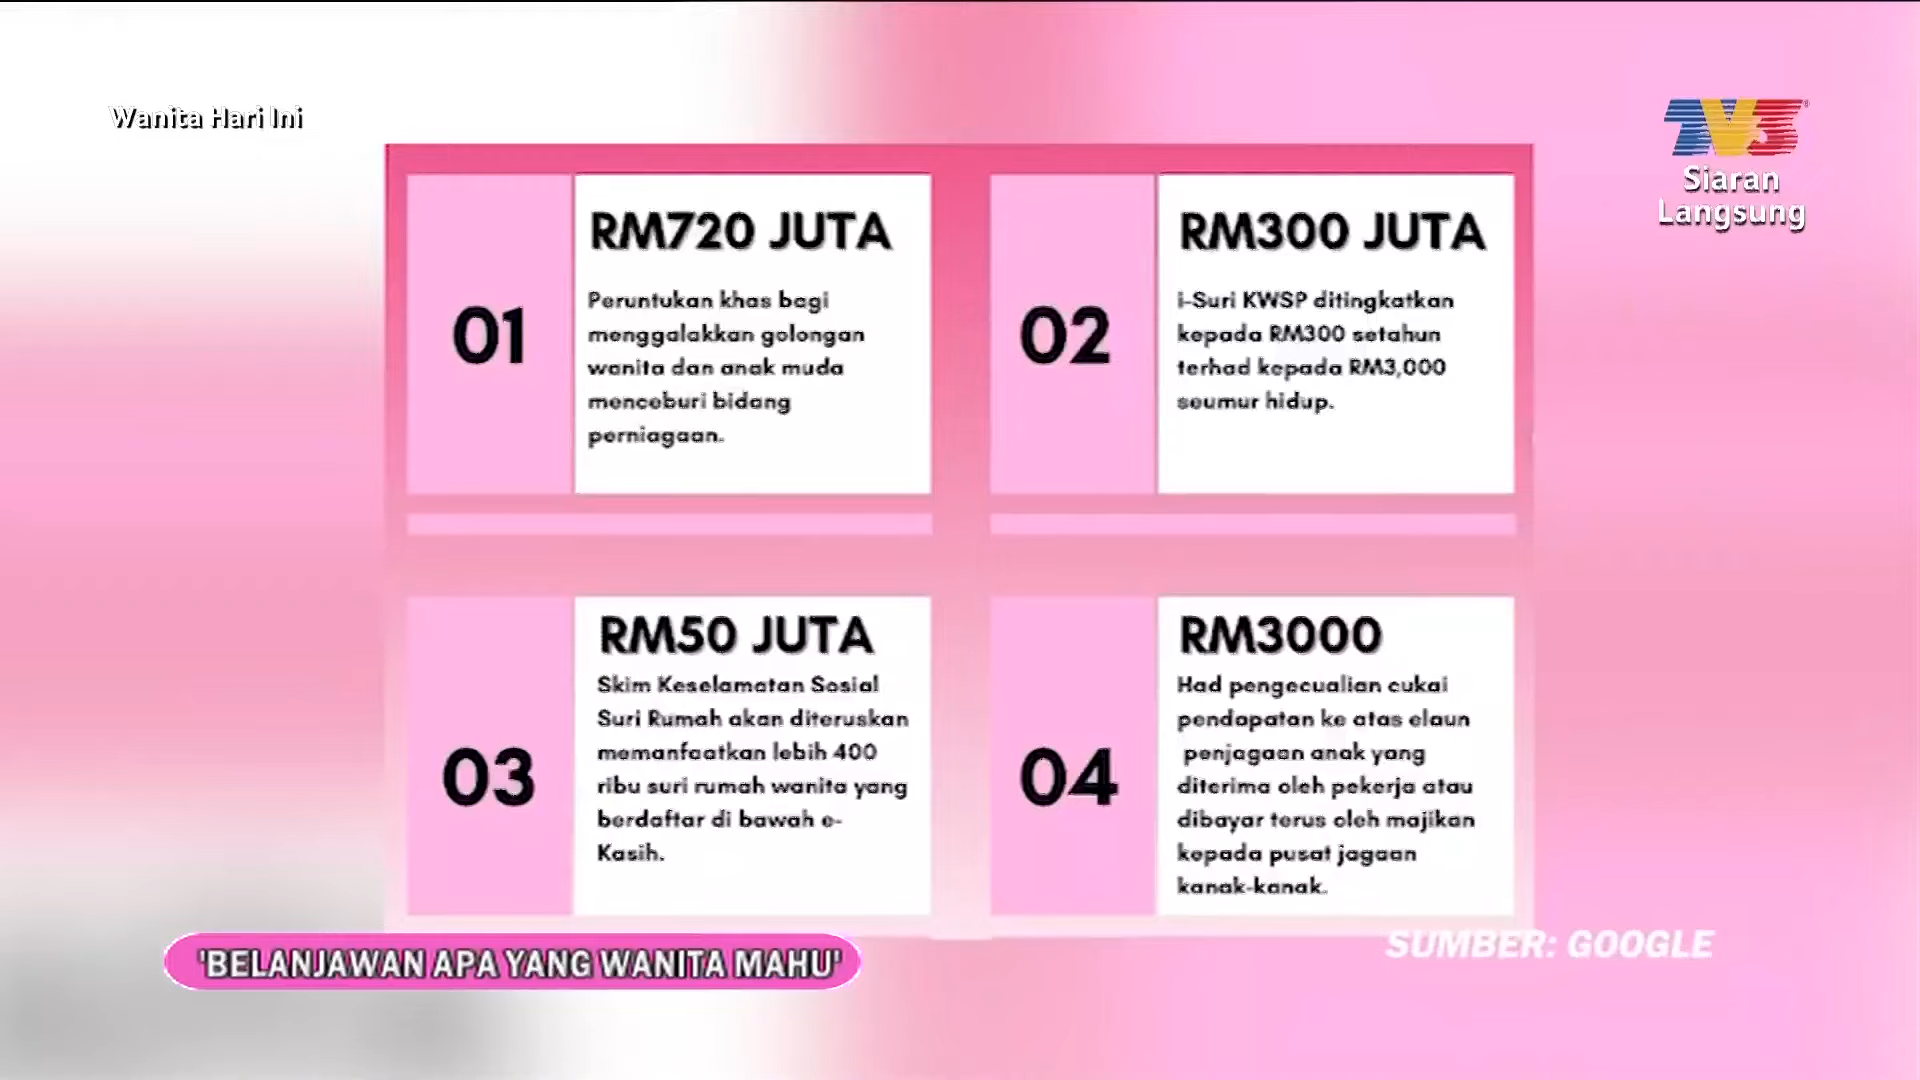 Wanita Hari Ini
TV3
Siaran
Langsung
01
RM720 JUTA
Peruntukan khas bagi
menggalakkan golongan
wanita dan anak muda
menceburi bidang
perniagaan.
02
RM300 JUTA
i-Suri KWSP ditingkatkan
kepada RM300 setahun
terhad kepada RM3,000
seumur hidup.
03
RM50 JUTA
Skim Keselamatan Sosial
Suri Rumah akan diteruskan
memanfaatkan lebih 400
ribu suri rumah wanita yang
berdaftar di bawah e-
Kasih.
04
RM3000
Had pengecualian cukai
pendapatan ke atas elaun
penjagaan anak yang
diterima oleh pekerja atau
dibayar terus oleh majikan
kepada pusat jagaan
kanak-kanak.
'BELANJAWAN APA YANG WANITA MAHU'
SUMBER: GOOGLE